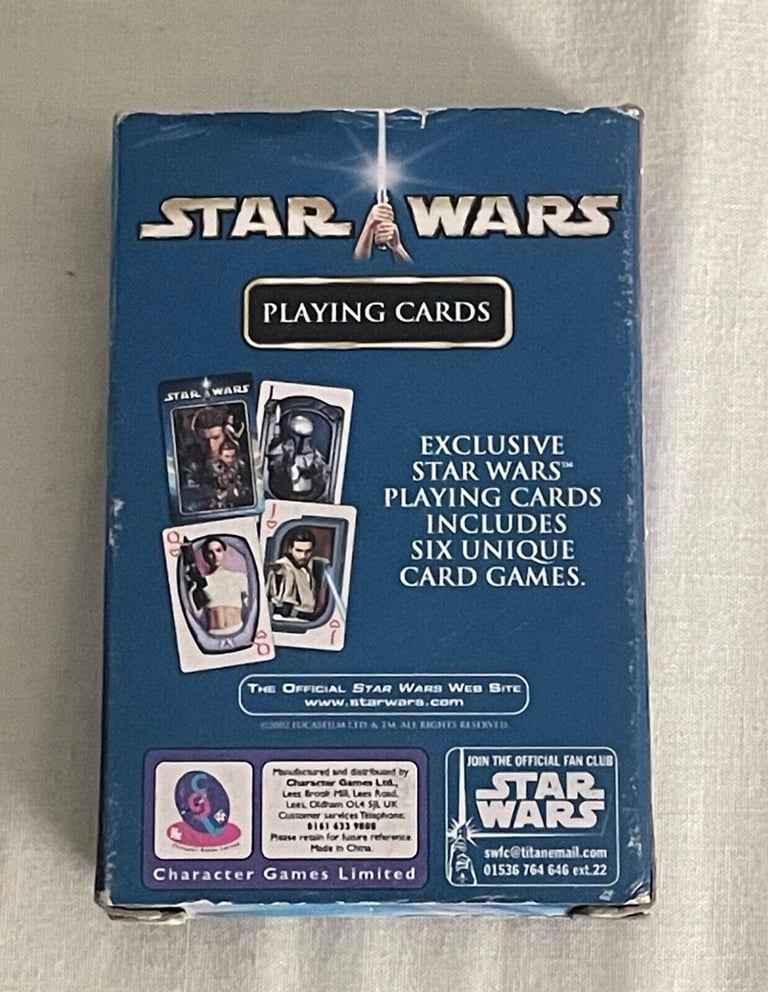 STAR WARS
PLAYING CARDS
STAR WARS
J
Q
Q
J
EXCLUSIVE
STAR WARS™
PLAYING CARDS
INCLUDES
SIX UNIQUE
CARD GAMES.
THE OFFICIAL STAR WARS WEB SITE
www.starwars.com
©2002 LUCASFILM LTD. & TM. ALL RIGHTS RESERVED
CGL
Character Games Limited
Manufactured and distributed by
Character Games Ltd.,
Lees Brook Mill, Lees Road,
Lees, Oldham OL4 5JL UK
Customer services Telephone:
0161 633 9800
Please retain for future reference.
Made in China.
Character Games Limited
JOIN THE OFFICIAL FAN CLUB
STAR
WARS
swfc@titanemail.com
01536 764 646 ext.22